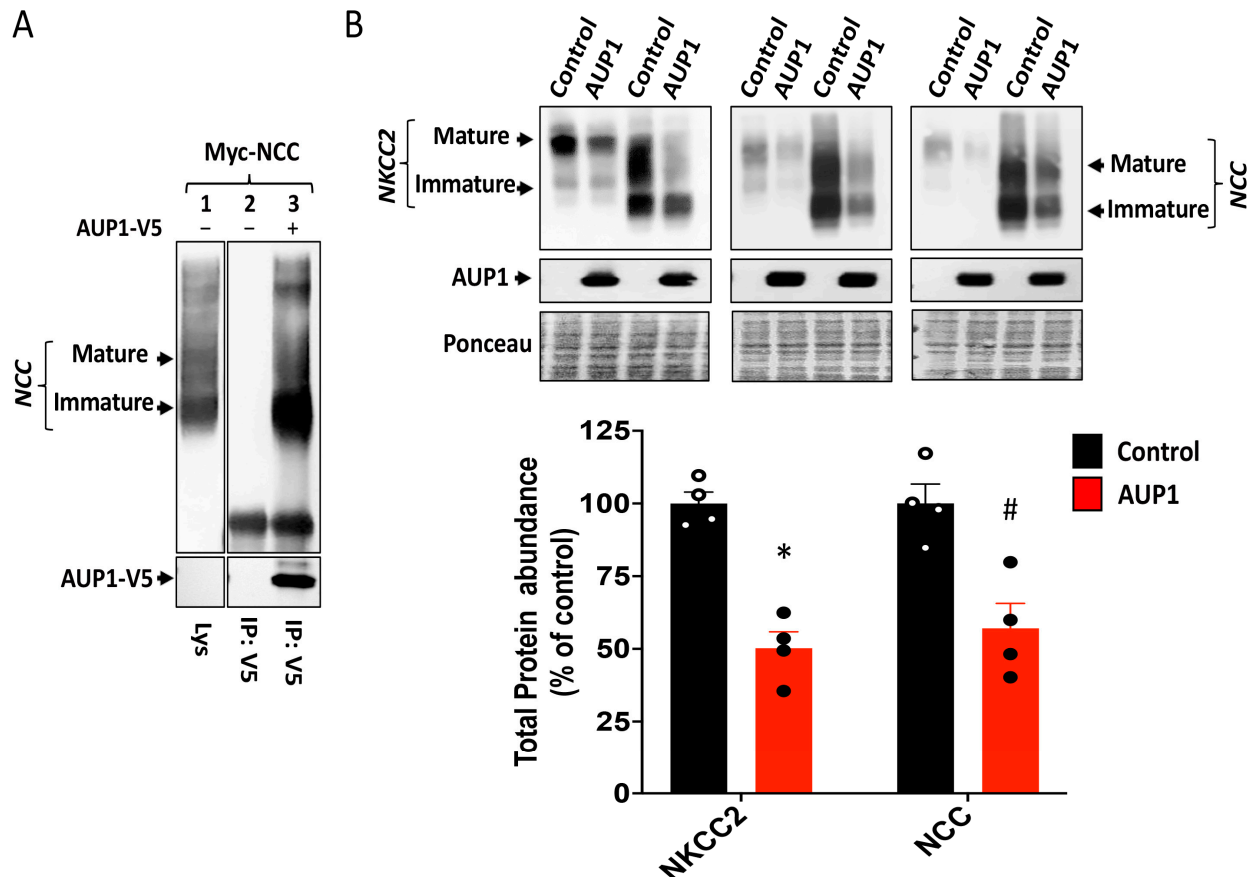 A
Myc-NCC
1 2 3
AUP1-V5 – – +
NCC
Mature
Immature
AUP1-V5
Lys
IP: V5
IP: V5
B
Control AUP1 Control AUP1 Control AUP1 Control AUP1 Control AUP1 Control AUP1
NKCC2
Mature
Immature
Mature
Immature
NCC
AUP1
Ponceau
Total Protein abundance
(% of control)
125
100
75
50
25
0
*
#
NKCC2
NCC
Control
AUP1